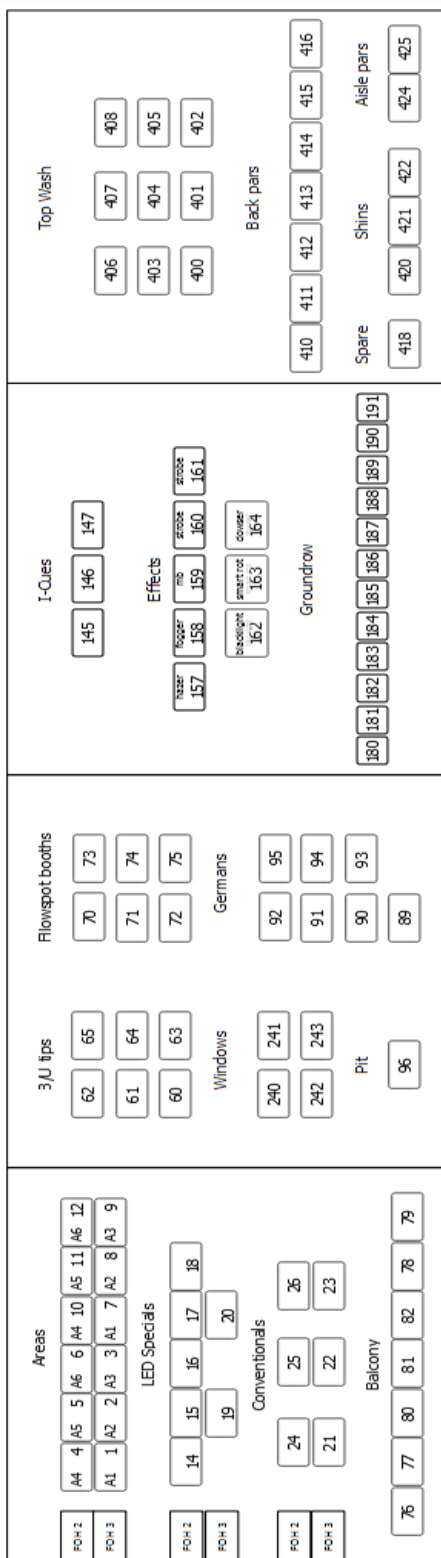 Areas
FOH 2 A4 4 A5 5 A6 6 A4 10 A5 11 A6 12
FOH 3 A1 1 A2 2 A3 3 A1 7 A2 8 A3 9
LED Specials
FOH 2 14 15 16 17 18
FOH 3 19 20
Conventionals
FOH 2 24 25 26
FOH 3 21 22 23
Balcony
76 77 80 81 82 78 79
3/U tips
62 65
61 64
60 63
Fllowspot booths
70 73
71 74
72 75
Windows
240 241
242 243
Germans
92 95
91 94
90 93
89
Pit
96
I-Cues
145 146 147
Effects
hazer fogger mb strobe strobe
157 158 159 160 161
blacklight smart rot dowser
162 163 164
Groundrow
180 181 182 183 184 185 186 187 188 189 190 191
Top Wash
406 407 408
403 404 405
400 401 402
Back pars
410 411 412 413 414 415 416
Spare Shins Aisle pars
418 420 421 422 424 425